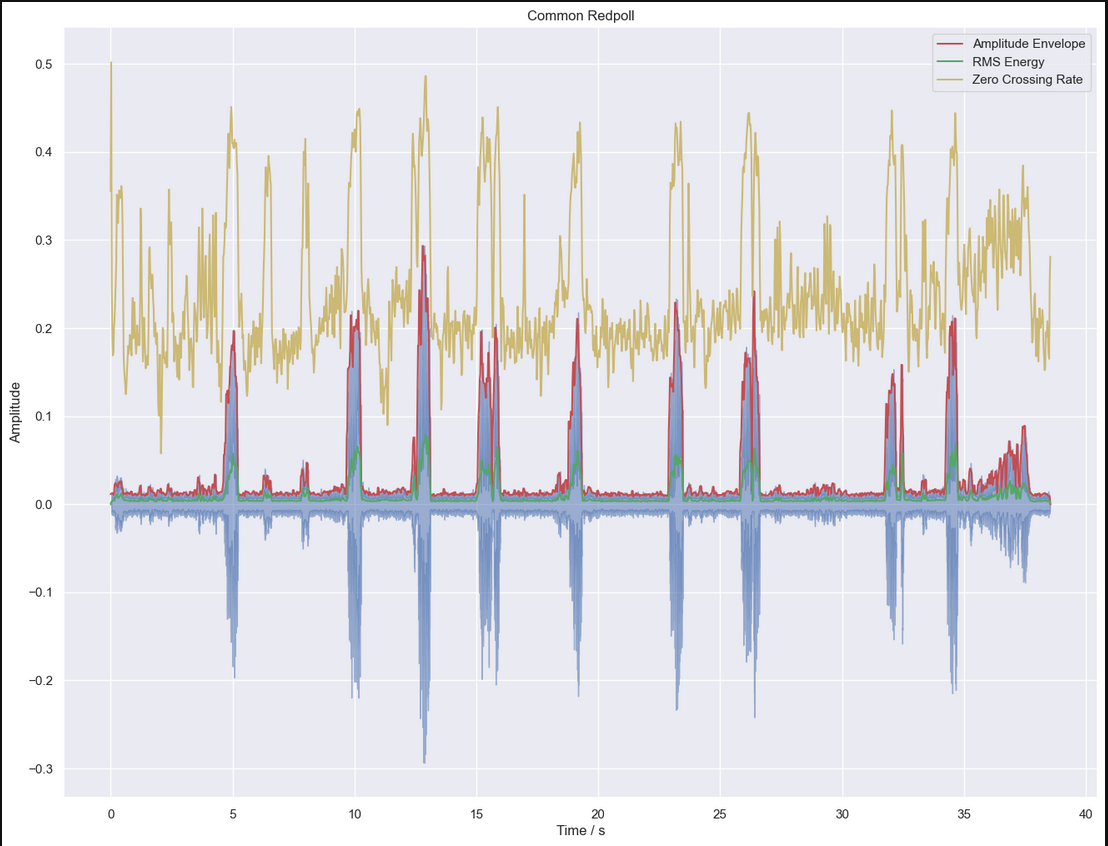 Common Redpoll
Amplitude Envelope
RMS Energy
Zero Crossing Rate
0.5
0.4
0.3
0.2
0.1
0.0
−0.1
−0.2
−0.3
Amplitude
0 5 10 15 20 25 30 35 40
Time / s